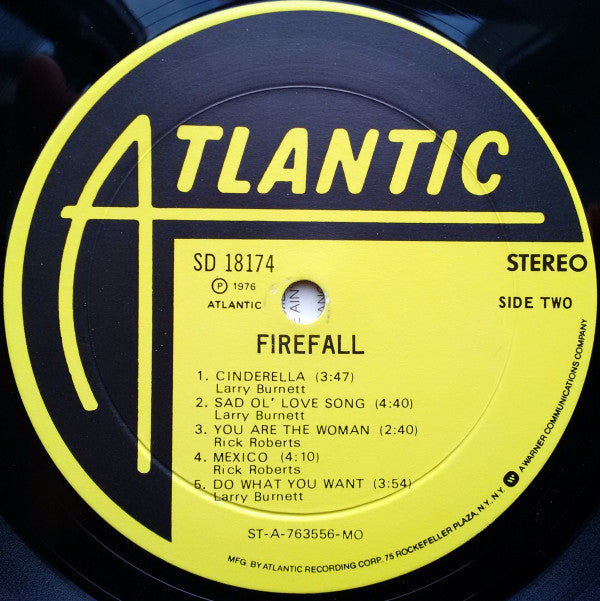 ATLANTIC
SD 18174
STEREO
℗ 1976
ATLANTIC
SIDE TWO
AIN
FIREFALL
1. CINDERELLA (3:47)
Larry Burnett
2. SAD OL' LOVE SONG (4:40)
Larry Burnett
3. YOU ARE THE WOMAN (2:40)
Rick Roberts
4. MEXICO (4:10)
Rick Roberts
5. DO WHAT YOU WANT (3:54)
Larry Burnett
ST-A-763556-MO
MFG. BY ATLANTIC RECORDING CORP. 75 ROCKEFELLER PLAZA, N.Y., N.Y. A WARNER COMMUNICATIONS COMPANY